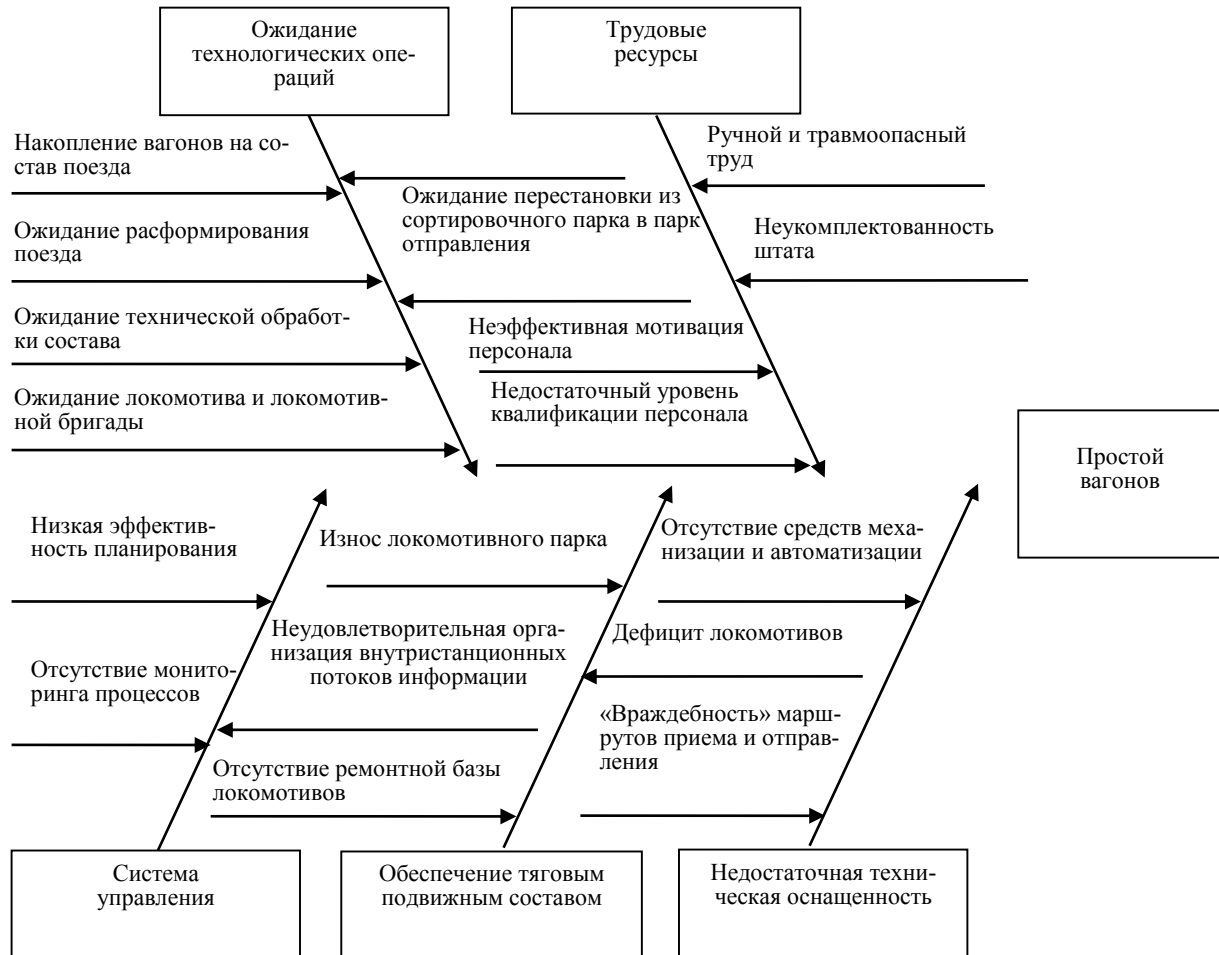 Ожидание
технологических опе-
раций
Трудовые
ресурсы
Накопление вагонов на со-
став поезда
Ручной и травмоопасный
труд
Ожидание перестановки из
сортировочного парка в парк
отправления
Ожидание расформирования
поезда
Неукомплектованность
штата
Ожидание технической обработ-
ки состава
Неэффективная мотивация
персонала
Ожидание локомотива и локомотив-
ной бригады
Недостаточный уровень
квалификации персонала
Простой
вагонов
Низкая эффектив-
ность планирования
Износ локомотивного парка
Отсутствие средств меха-
низации и автоматизации
Неудовлетворительная орга-
низация внутристанционных
потоков информации
Дефицит локомотивов
Отсутствие монито-
ринга процессов
«Враждебность» марш-
рутов приема и отправ-
ления
Отсутствие ремонтной базы
локомотивов
Система
управления
Обеспечение тяговым
подвижным составом
Недостаточная техни-
ческая оснащенность